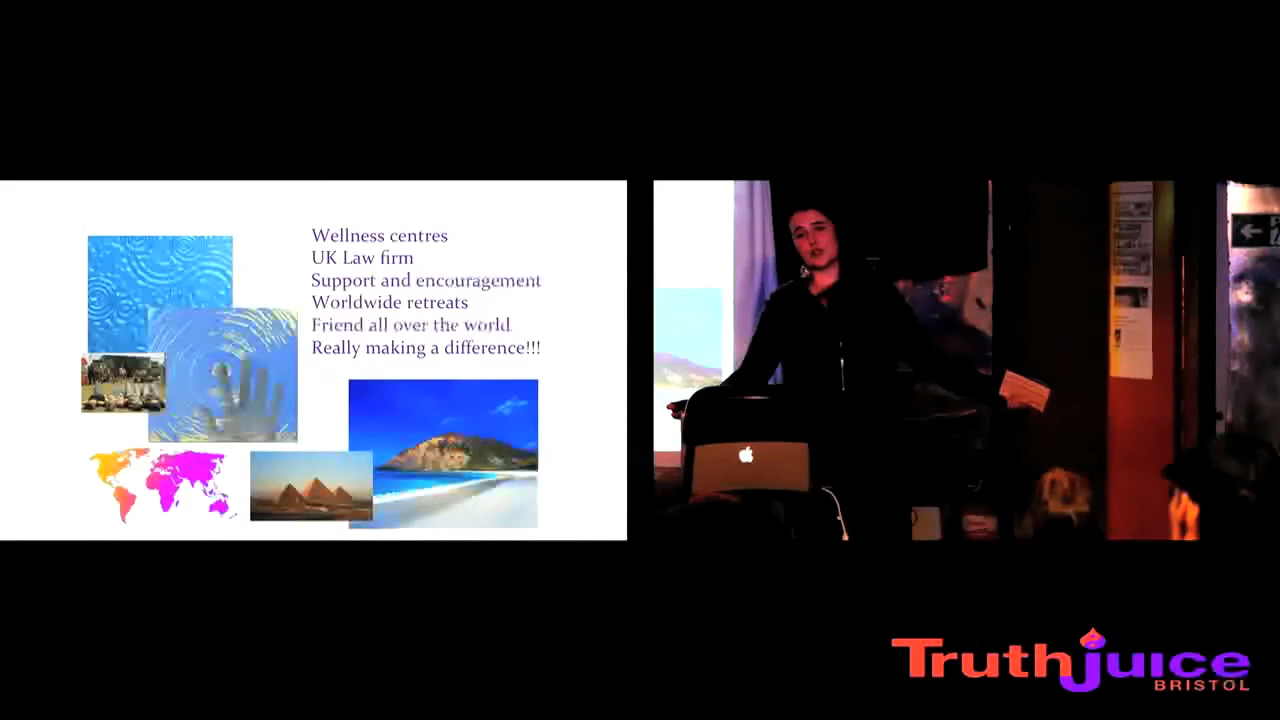 Wellness centres
UK Law firm
Support and encouragement
Worldwide retreats
Friend all over the world
Really making a difference!!!
Truthjuice
BRISTOL